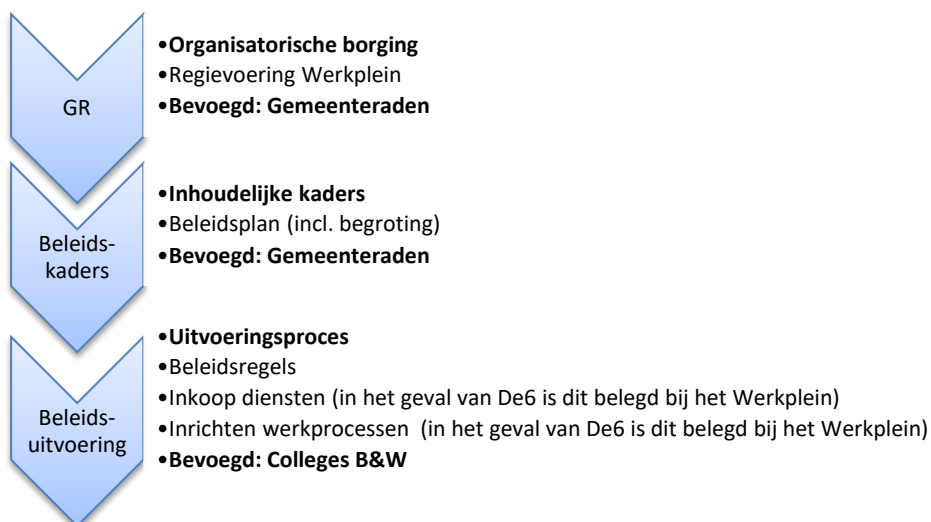 GR
•Organisatorische borging
•Regievoering Werkplein
•Bevoegd: Gemeenteraden
Beleids-
kaders
•Inhoudelijke kaders
•Beleidsplan (incl. begroting)
•Bevoegd: Gemeenteraden
Beleids-
uitvoering
•Uitvoeringsproces
•Beleidsregels
•Inkoop diensten (in het geval van De6 is dit belegd bij het Werkplein)
•Inrichten werkprocessen  (in het geval van De6 is dit belegd bij het Werkplein)
•Bevoegd: Colleges B&W